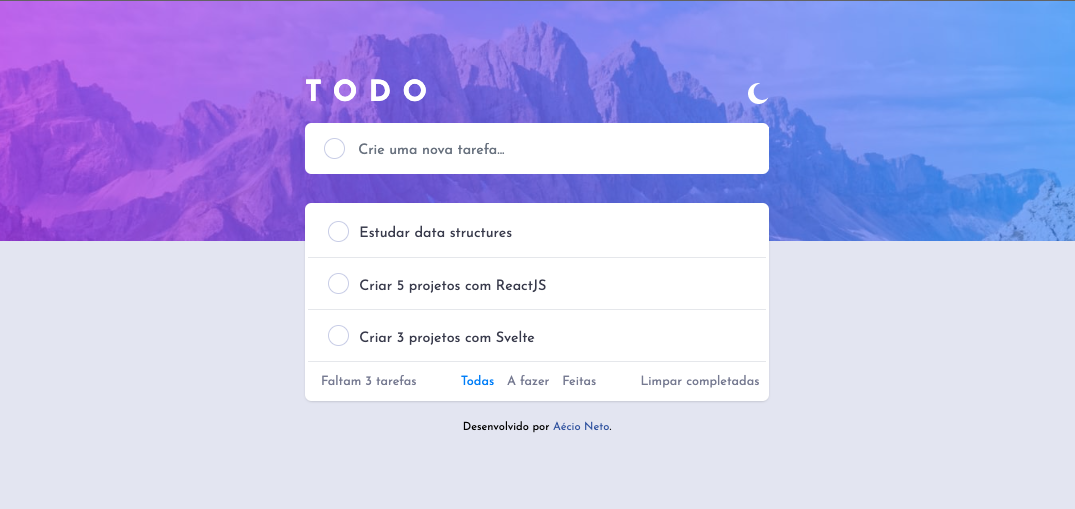 TODO
Crie uma nova tarefa...
Estudar data structures
Criar 5 projetos com ReactJS
Criar 3 projetos com Svelte
Faltam 3 tarefas Todas A fazer Feitas Limpar completadas
Desenvolvido por Aécio Neto.